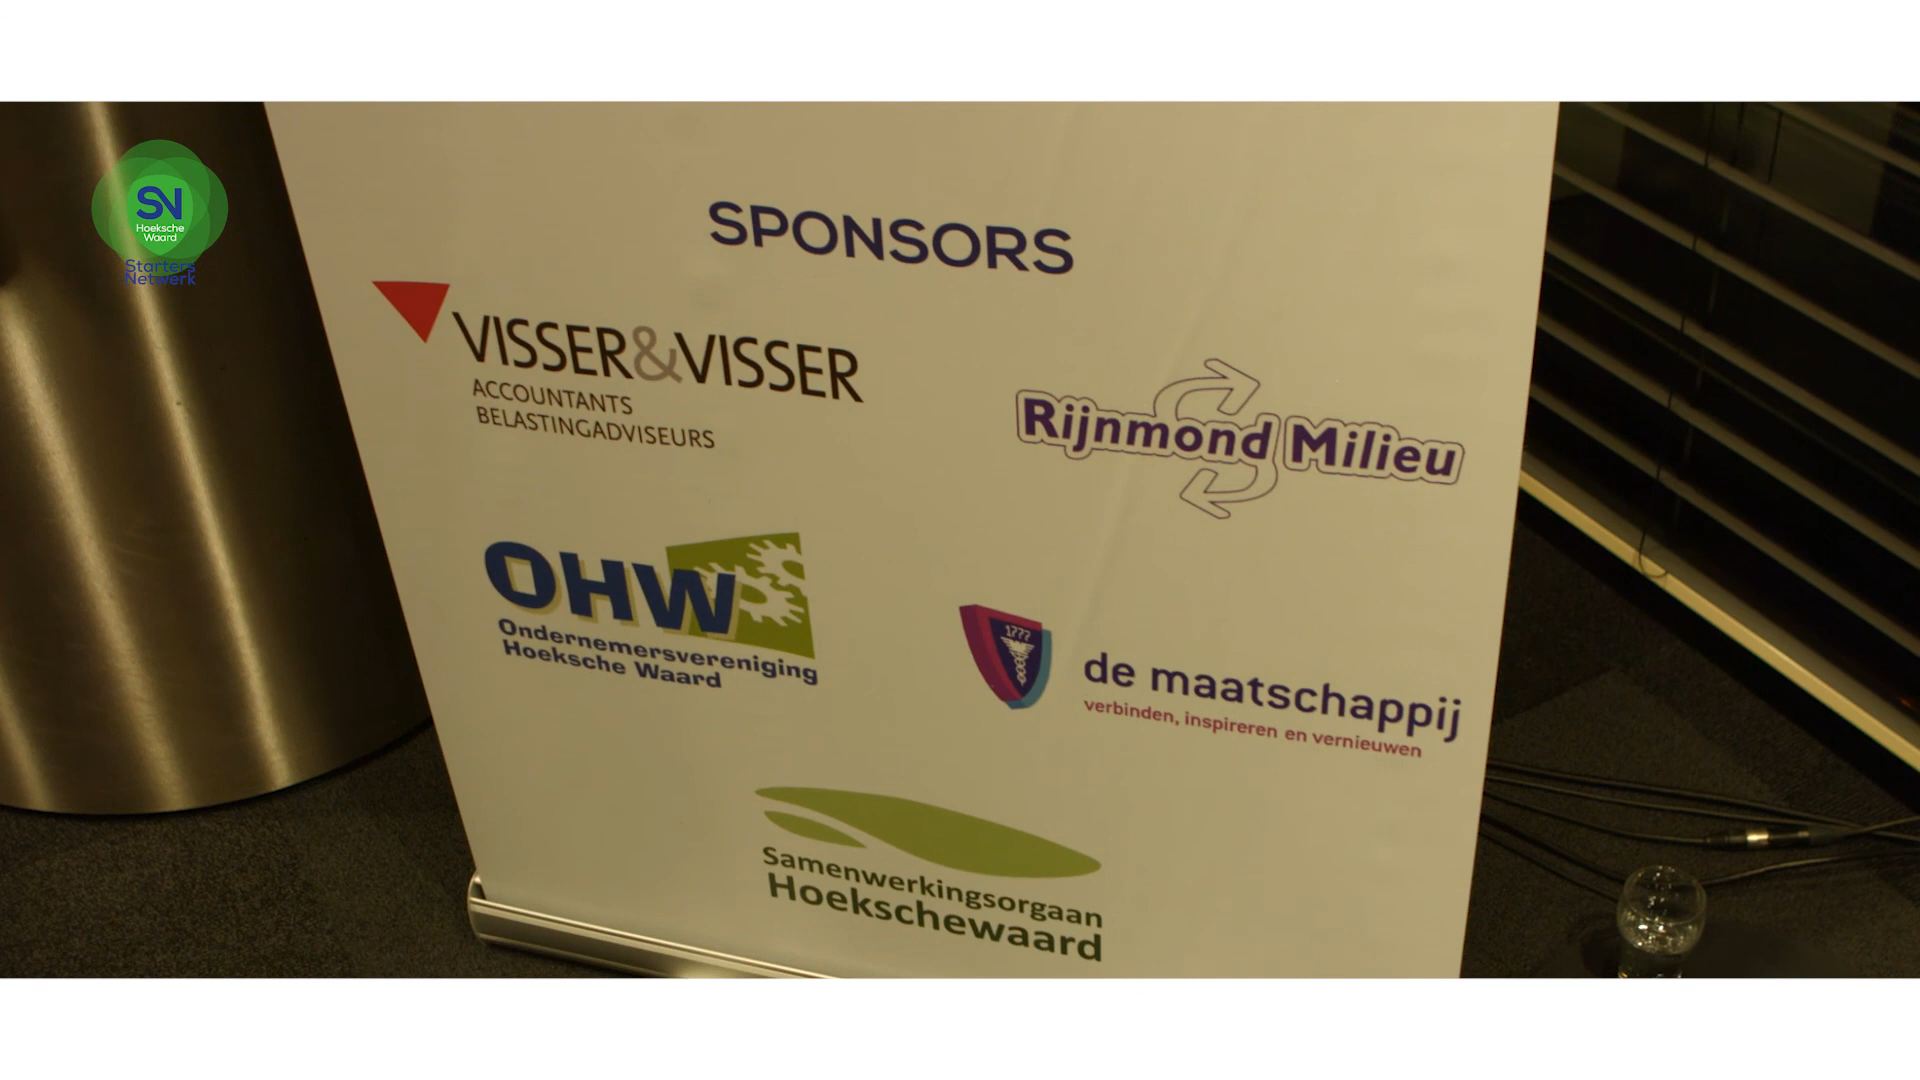 SN
Hoeksche
Waard
Starters
Netwerk
SPONSORS
VISSER&VISSER
ACCOUNTANTS
BELASTINGADVISEURS
Rijnmond Milieu
OHW
Ondernemersvereniging
Hoeksche Waard
1777
de maatschappij
verbinden, inspireren en vernieuwen
Samenwerkingsorgaan
Hoekschewaard